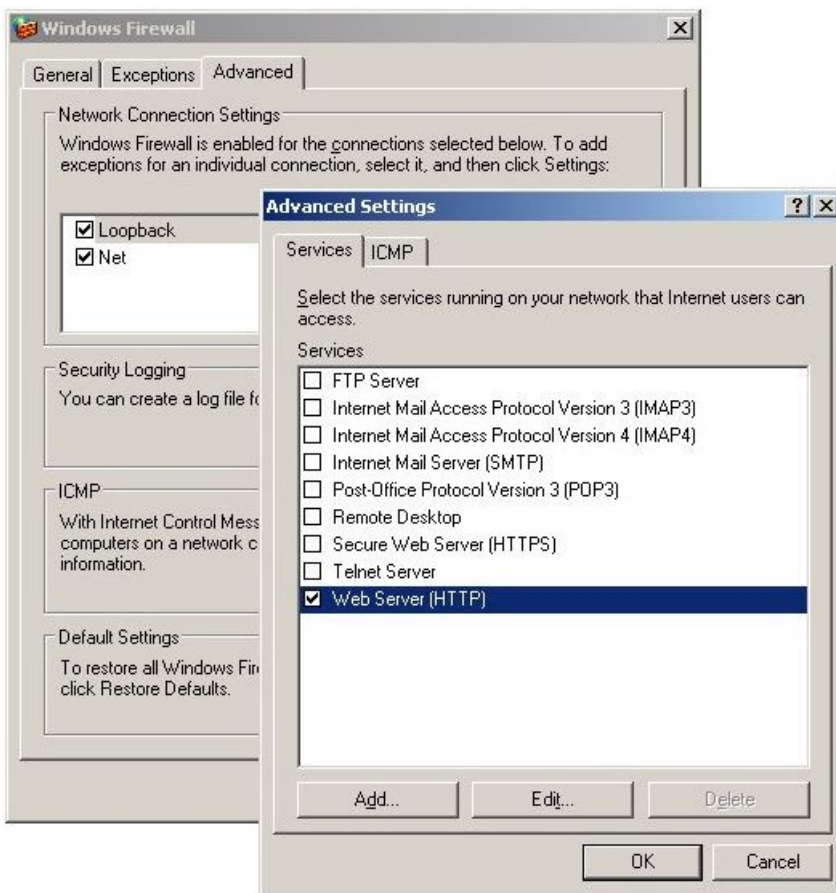 Windows Firewall
General
Exceptions
Advanced
Network Connection Settings
Windows Firewall is enabled for the connections selected below. To add
exceptions for an individual connection, select it, and then click Settings:
Loopback
Net
Security Logging
You can create a log file
ICMP
With Internet Control
computers on a network
information.
Default Settings
To restore all Windows
click Restore Defaults.
Advanced Settings
Services
ICMP
Select the services running on your network that Internet users can
access.
Services
FTP Server
Internet Mail Access Protocol Version 3 (IMAP3)
Internet Mail Access Protocol Version 4 (IMAP4)
Internet Mail Server (SMTP)
Post-Office Protocol Version 3 (POP3)
Remote Desktop
Secure Web Server (HTTPS)
Telnet Server
Web Server (HTTP)
Add...
Edit...
Delete
OK
Cancel